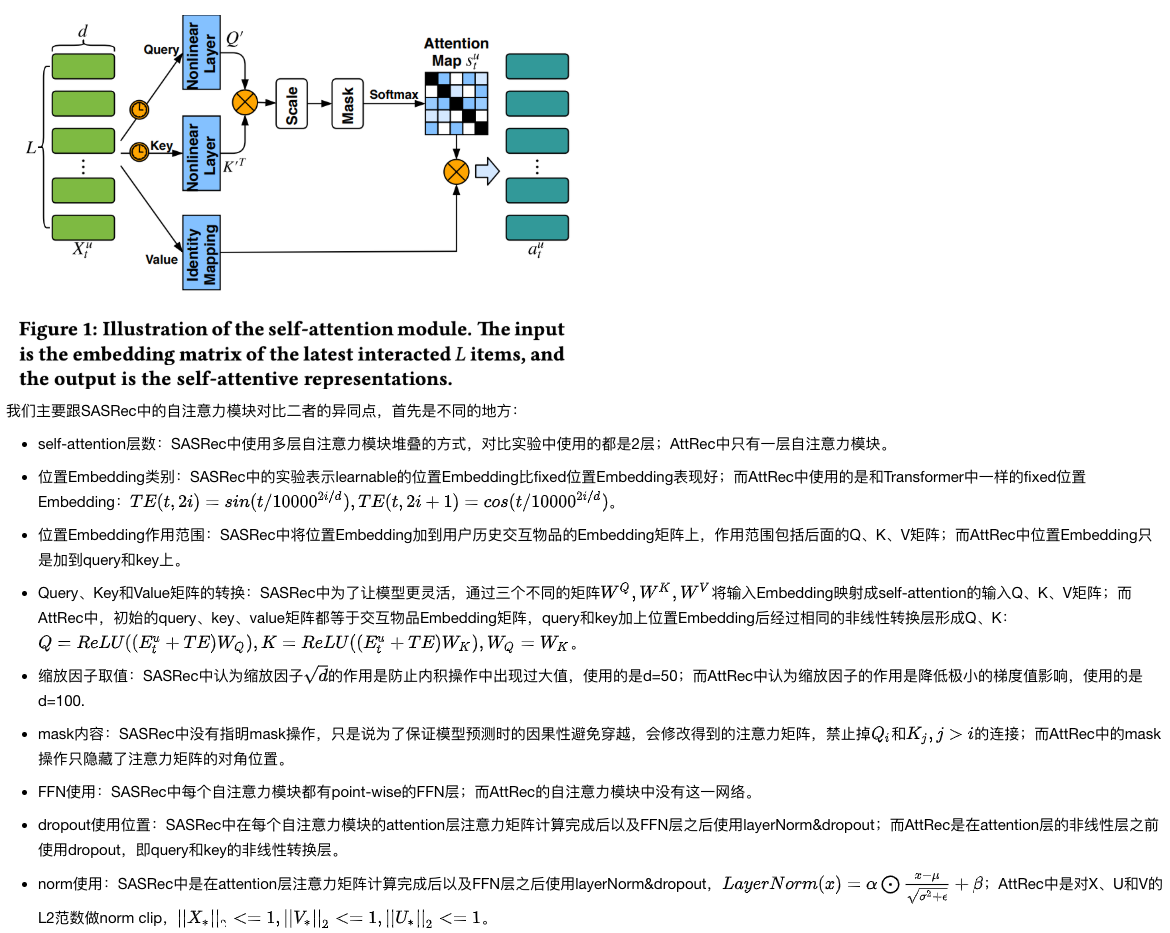 d
Query
Nonlinear Layer
Q′
Attention
Map s_t^u
Scale
Mask
Softmax
L
Key
Nonlinear Layer
K′^T
⋮
⋮
X_t^u
Value
Identity Mapping
a_t^u
Figure 1: Illustration of the self-attention module. The input
is the embedding matrix of the latest interacted L items, and
the output is the self-attentive representations.
我们主要跟SASRec中的自注意力模块对比二者的异同点，首先是不同的地方：
• self-attention层数：SASRec中使用多层自注意力模块堆叠的方式，对比实验中使用的都是2层；AttRec中只有一层自注意力模块。
• 位置Embedding类别：SASRec中的实验表示learnable的位置Embedding比fixed位置Embedding表现好；而AttRec中使用的是和Transformer中一样的fixed位置
Embedding：TE(t, 2i) = sin(t/10000^{2i/d}), TE(t, 2i + 1) = cos(t/10000^{2i/d})。
• 位置Embedding作用范围：SASRec中将位置Embedding加到用户历史交互物品的Embedding矩阵上，作用范围包括后面的Q、K、V矩阵；而AttRec中位置Embedding只
是加到query和key上。
• Query、Key和Value矩阵的转换：SASRec中为了让模型更灵活，通过三个不同的矩阵W^Q, W^K, W^V将输入Embedding映射成self-attention的输入Q、K、V矩阵；而
AttRec中，初始的query、key、value矩阵都等于交互物品Embedding矩阵，query和key加上位置Embedding后经过相同的非线性转换层形成Q、K：
Q = ReLU((E_t^u + TE)W_Q), K = ReLU((E_t^u + TE)W_K), W_Q = W_K。
• 缩放因子取值：SASRec中认为缩放因子√d的作用是防止内积操作中出现过大值，使用的是d=50；而AttRec中认为缩放因子的作用是降低极小的梯度值影响，使用的是
d=100.
• mask内容：SASRec中没有指明mask操作，只是说为了保证模型预测时的因果性避免穿越，会修改得到的注意力矩阵，禁止掉Q_i和K_j, j > i的连接；而AttRec中的mask
操作只隐藏了注意力矩阵的对角位置。
• FFN使用：SASRec中每个自注意力模块都有point-wise的FFN层；而AttRec的自注意力模块中没有这一网络。
• dropout使用位置：SASRec中在每个自注意力模块的attention层注意力矩阵计算完成后以及FFN层之后使用layerNorm&dropout；而AttRec是在attention层的非线性层之前
使用dropout，即query和key的非线性转换层。
• norm使用：SASRec中是在attention层注意力矩阵计算完成后以及FFN层之后使用layerNorm&dropout，LayerNorm(x) = α ⊙ (x−μ)/√(σ²+ϵ) + β；AttRec中是对X、U和V的
L2范数做norm clip，||X_*||_2 <= 1, ||V_*||_2 <= 1, ||U_*||_2 <= 1。